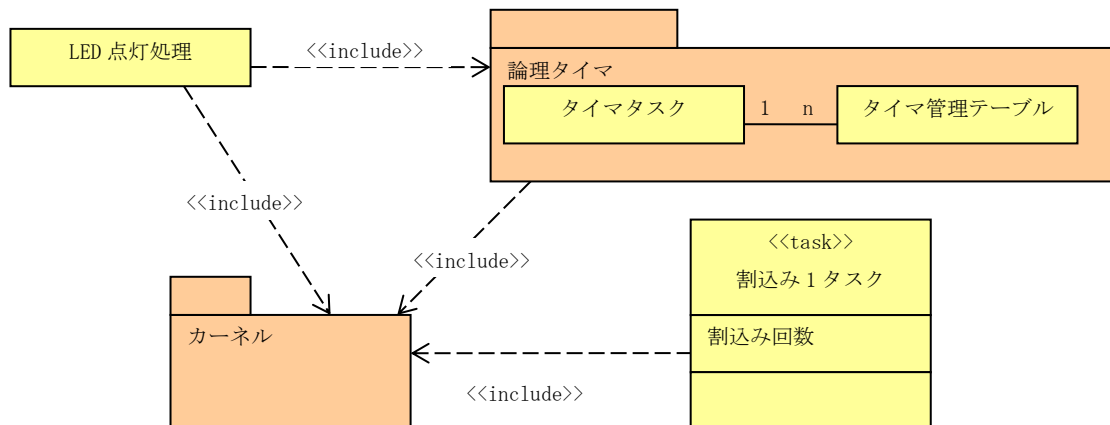 LED 点灯処理
<<include>>
論理タイマ
タイマタスク
1 n
タイマ管理テーブル
<<include>>
<<include>>
<<task>>
割込み 1 タスク
割込み回数
カーネル
<<include>>